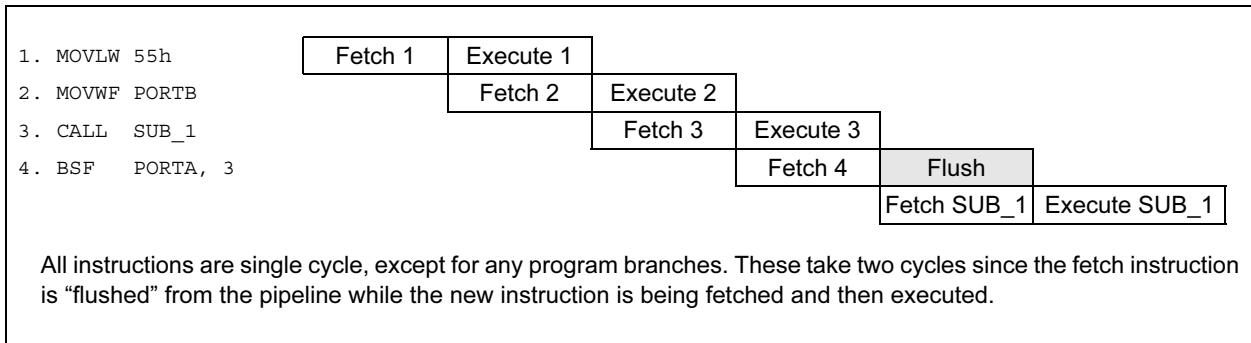 1. MOVLW 55h Fetch 1 Execute 1
2. MOVWF PORTB Fetch 2 Execute 2
3. CALL SUB_1 Fetch 3 Execute 3
4. BSF PORTA, 3 Fetch 4 Flush
Fetch SUB_1 Execute SUB_1
All instructions are single cycle, except for any program branches. These take two cycles since the fetch instruction
is “flushed” from the pipeline while the new instruction is being fetched and then executed.